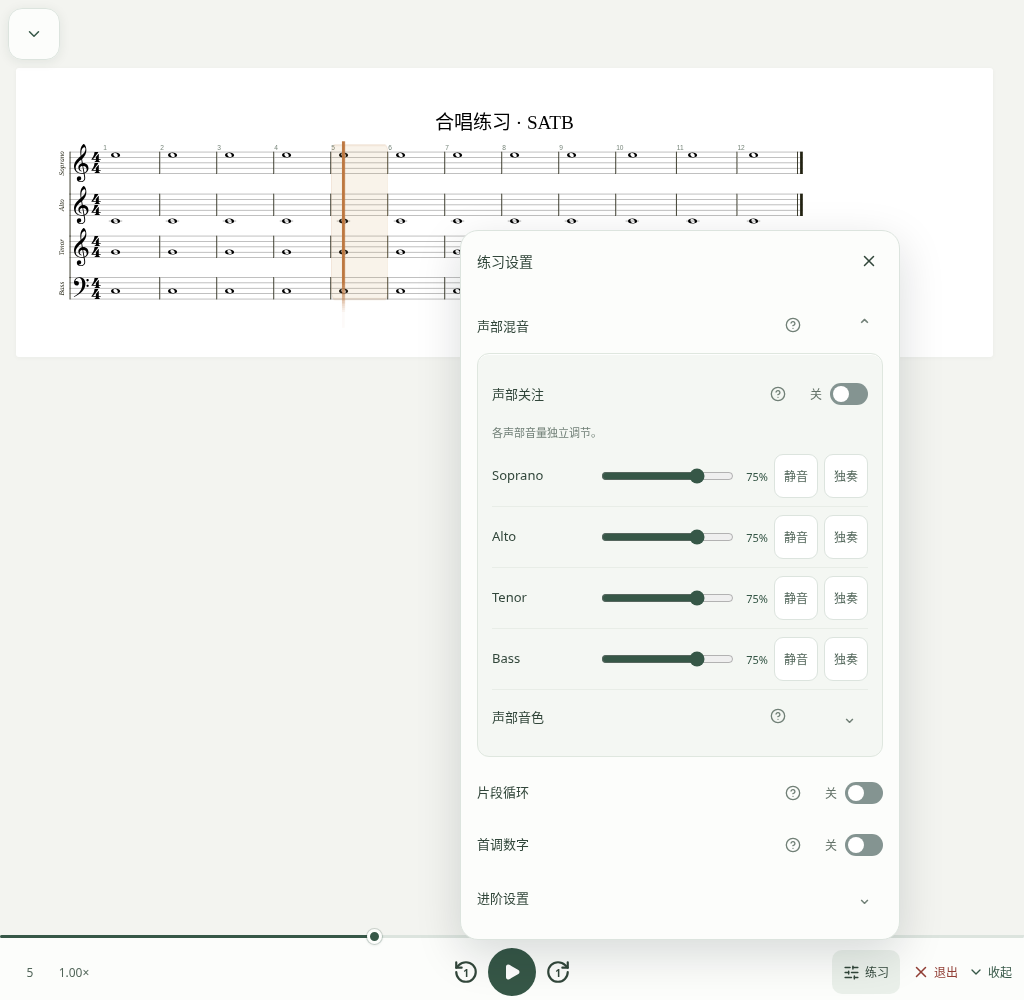 合唱练习 · SATB
1 2 3 4 5 6 7 8 9 10 11 12
Soprano
Alto
Tenor
Bass
练习设置
声部混音
声部关注 关
各声部音量独立调节。
Soprano 75% 静音 独奏
Alto 75% 静音 独奏
Tenor 75% 静音 独奏
Bass 75% 静音 独奏
声部音色
片段循环 关
首调数字 关
进阶设置
5 1.00× 1 1 练习 退出 收起